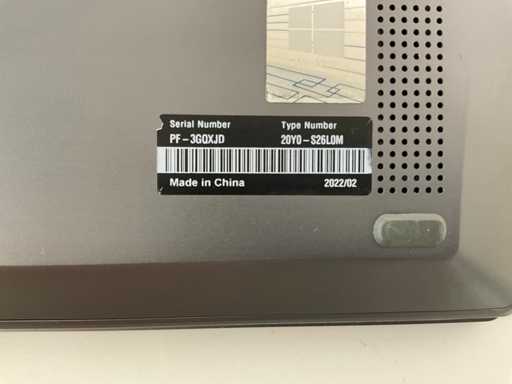 Serial Number Type Number
PF-3GQXJD 20Y0-S26L0M
Made in China 2022/02